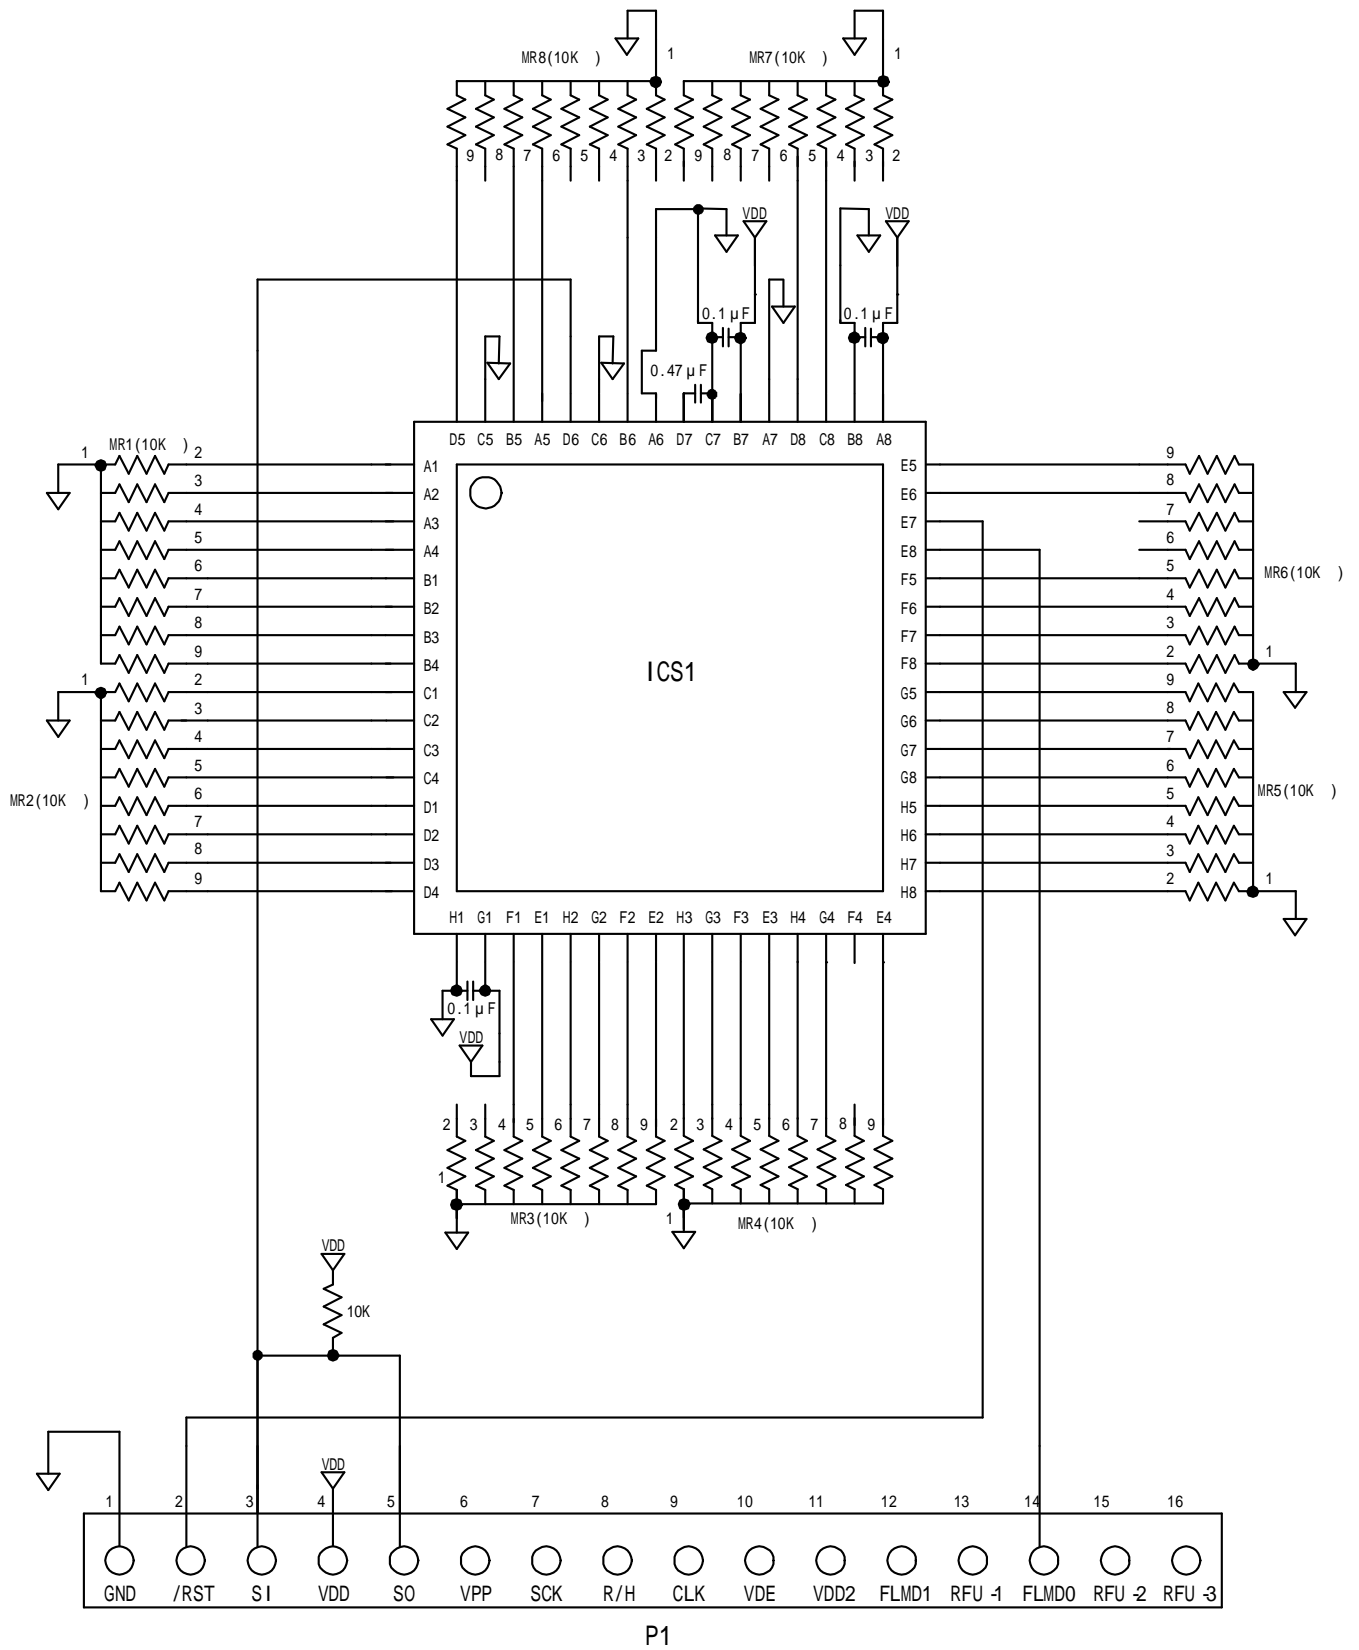 MR8(10K )
1
MR7(10K )
1
9 8 7 6 5 4 3 2 9 8 7 6 5 4 3 2
VDD
VDD
0.1μF
0.1μF
0.47μF
D5 C5 B5 A5 D6 C6 B6 A6 D7 C7 B7 A7 D8 C8 B8 A8
1 MR1(10K ) 2 A1 E5 9
3 A2 E6 8
4 A3 E7 7
5 A4 E8 6
6 B1 F5 5 MR6(10K )
7 B2 F6 4
8 B3 F7 3
9 B4 F8 2 1
ICS1
1 2 C1 G5 9
3 C2 G6 8
4 C3 G7 7
5 C4 G8 6
MR2(10K ) 6 D1 H5 5 MR5(10K )
7 D2 H6 4
8 D3 H7 3
9 D4 H8 2 1
H1 G1 F1 E1 H2 G2 F2 E2 H3 G3 F3 E3 H4 G4 F4 E4
0.1μF
VDD
2 3 4 5 6 7 8 9 2 3 4 5 6 7 8 9
1
MR3(10K )
1
MR4(10K )
VDD
10K
VDD
1 2 3 4 5 6 7 8 9 10 11 12 13 14 15 16
GND /RST SI VDD SO VPP SCK R/H CLK VDE VDD2 FLMD1 RFU-1 FLMD0 RFU-2 RFU-3
P1